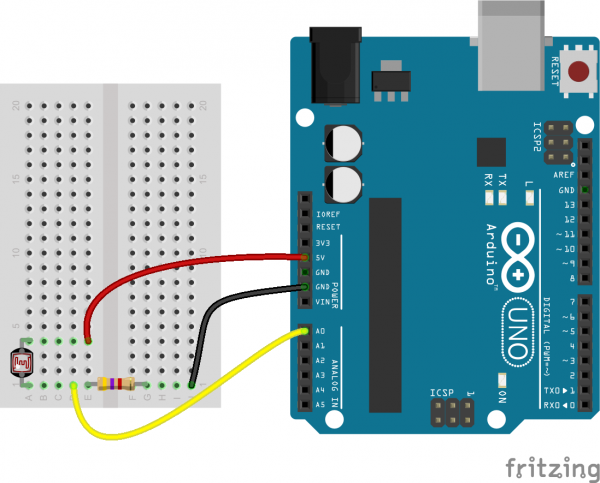 20
20
15
15
10
10
5
5
1
1
A B C D E F G H I J
RESET
ICSP2
IOREF
RESET
3V3
5V
GND
GND
VIN
POWER
A0
A1
A2
A3
A4
A5
ANALOG IN
AREF
GND
13
12
~11
~10
~9
8
7
~6
~5
4
~3
2
TXO▶1
RXO◀0
DIGITAL (PWM=~)
RX
TX
L
Arduino™
UNO
ON
ICSP
1
fritzing